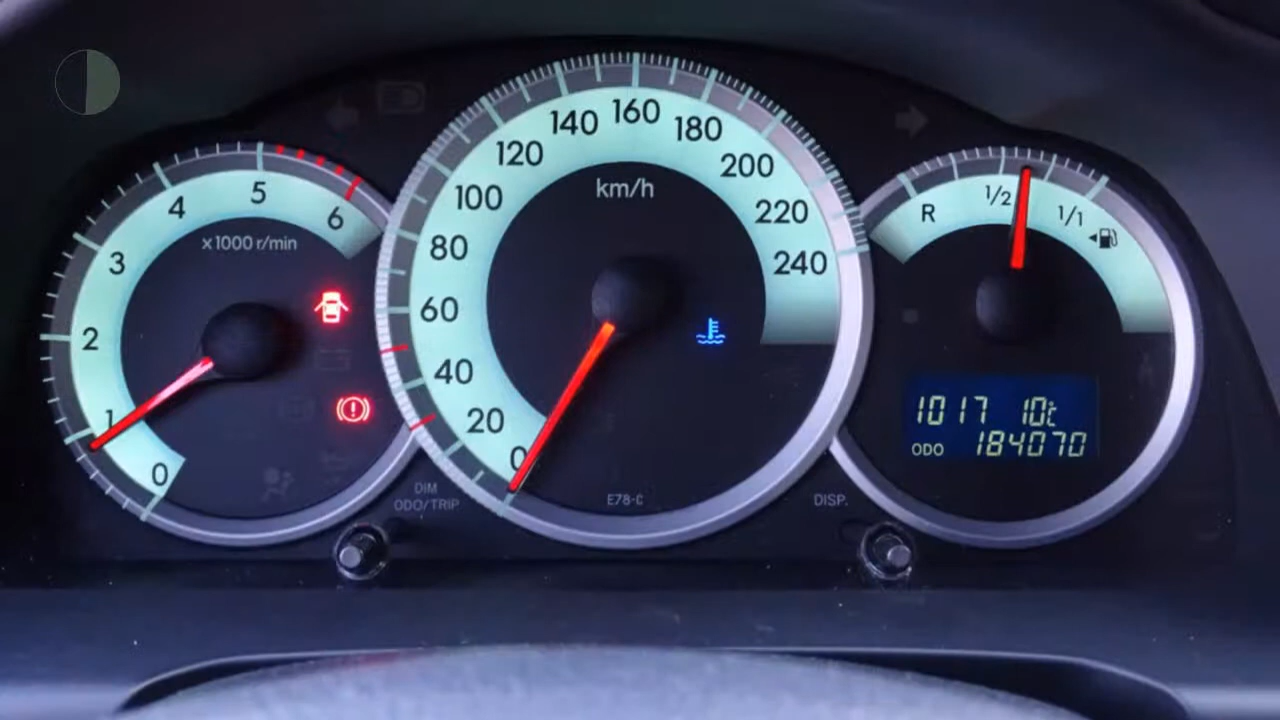 0 1 2 3 4 5 6
x1000 r/min
0 20 40 60 80 100 120 140 160 180 200 220 240
km/h
R 1/2 1/1
1017 10℃
ODO 184070
DIM
ODO/TRIP
E78-C
DISP.